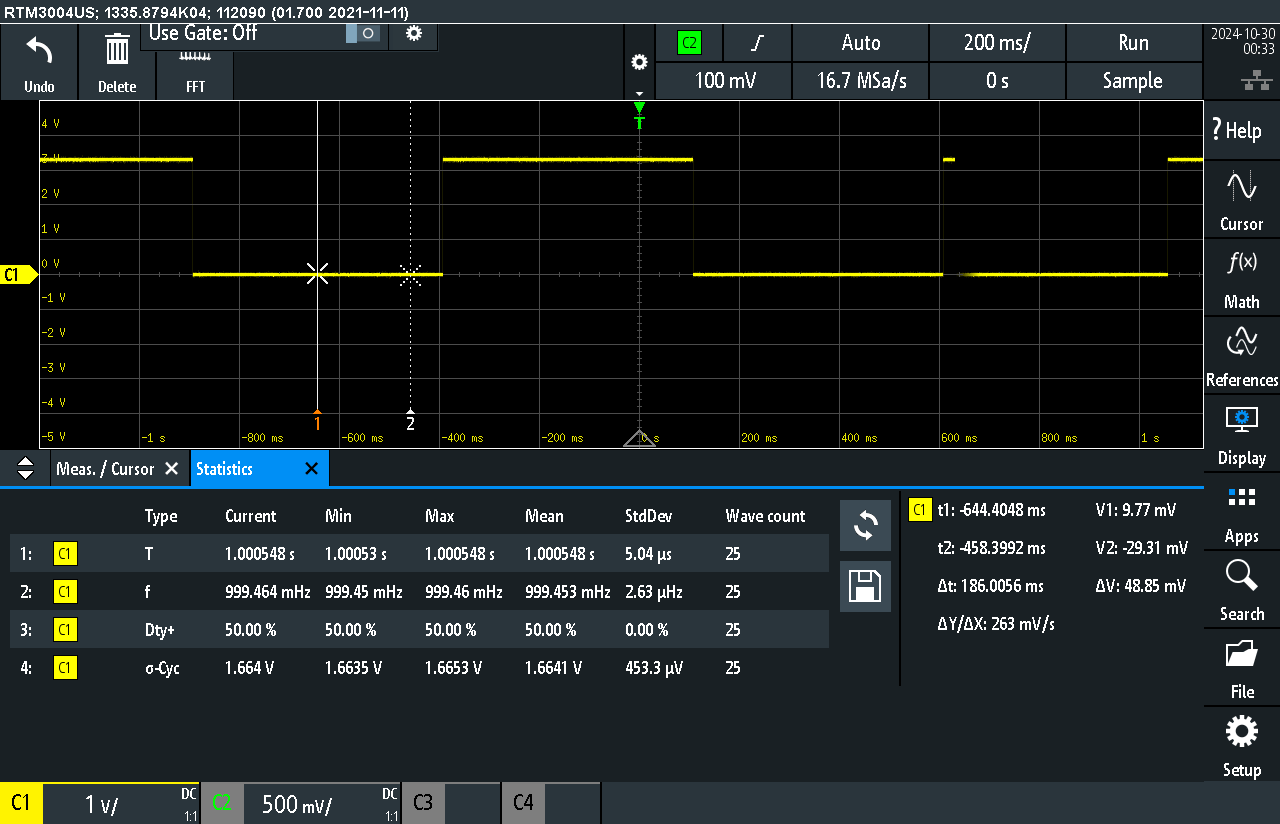 RTM3004US; 1335.8794K04; 112090 (01.700 2021-11-11)
Undo
Delete
FFT
Use Gate: Off
C2
Auto
200 ms/
Run
100 mV
16.7 MSa/s
0 s
Sample
2024-10-30
00:33
T
4 V
3 V
2 V
1 V
0 V
-1 V
-2 V
-3 V
-4 V
-5 V
C1
1
2
-1 s
-800 ms
-600 ms
-400 ms
-200 ms
0 s
200 ms
400 ms
600 ms
800 ms
1 s
? Help
Cursor
f(x)
Math
References
Display
Apps
Search
File
Setup
Meas. / Cursor
Statistics
Type Current Min Max Mean StdDev Wave count
1: C1 T 1.000548 s 1.00053 s 1.000548 s 1.000548 s 5.04 µs 25
2: C1 f 999.464 mHz 999.45 mHz 999.46 mHz 999.453 mHz 2.63 µHz 25
3: C1 Dty+ 50.00 % 50.00 % 50.00 % 50.00 % 0.00 % 25
4: C1 σ-Cyc 1.664 V 1.6635 V 1.6653 V 1.6641 V 453.3 µV 25
C1 t1: -644.4048 ms V1: 9.77 mV
t2: -458.3992 ms V2: -29.31 mV
Δt: 186.0056 ms ΔV: 48.85 mV
ΔY/ΔX: 263 mV/s
C1 1 V/ DC 1:1
C2 500 mV/ DC 1:1
C3
C4